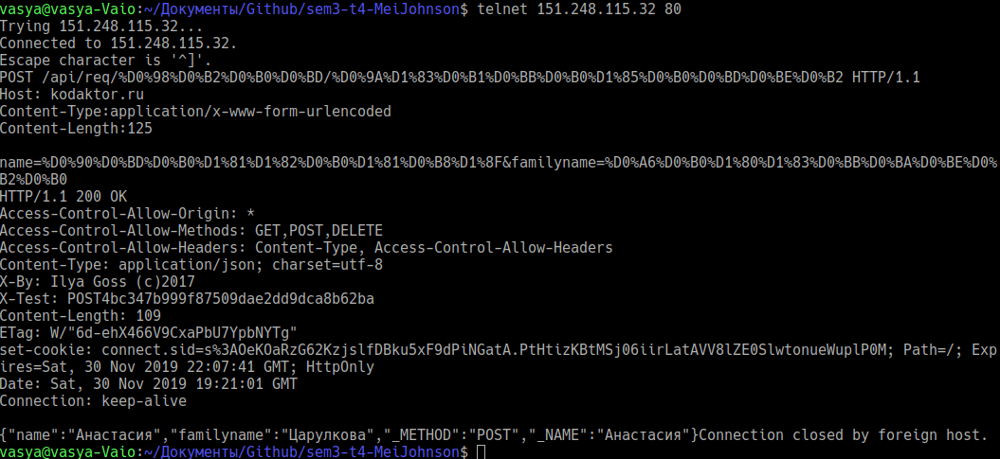 vasya@vasya-Vaio:~/Документы/Github/sem3-t4-MeiJohnson$ telnet 151.248.115.32 80
Trying 151.248.115.32...
Connected to 151.248.115.32.
Escape character is '^]'.
POST /api/req/%D0%98%D0%B2%D0%B0%D0%BD/%D0%9A%D1%83%D0%B1%D0%BB%D0%B0%D1%85%D0%B0%D0%BD%D0%BE%D0%B2 HTTP/1.1
Host: kodaktor.ru
Content-Type:application/x-www-form-urlencoded
Content-Length:125
name=%D0%90%D0%BD%D0%B0%D1%81%D1%82%D0%B0%D1%81%D0%B8%D1%8F&familyname=%D0%A6%D0%B0%D1%80%D1%83%D0%BB%D0%BA%D0%BE%D0%
B2%D0%B0
HTTP/1.1 200 OK
Access-Control-Allow-Origin: *
Access-Control-Allow-Methods: GET,POST,DELETE
Access-Control-Allow-Headers: Content-Type, Access-Control-Allow-Headers
Content-Type: application/json; charset=utf-8
X-By: Ilya Goss (c)2017
X-Test: POST4bc347b999f87509dae2dd9dca8b62ba
Content-Length: 109
ETag: W/"6d-ehX466V9CxaPbU7YpbNYTg"
set-cookie: connect.sid=s%3AOeKOaRzG62KzjslfDBku5xF9dPiNGatA.PtHtizKBtMSj06iirLatAVV8lZE0SlwtonueWuplP0M; Path=/; Exp
ires=Sat, 30 Nov 2019 22:07:41 GMT; HttpOnly
Date: Sat, 30 Nov 2019 19:21:01 GMT
Connection: keep-alive
{"name":"Анастасия","familyname":"Царулкова","_METHOD":"POST","_NAME":"Анастасия"}Connection closed by foreign host.
vasya@vasya-Vaio:~/Документы/Github/sem3-t4-MeiJohnson$